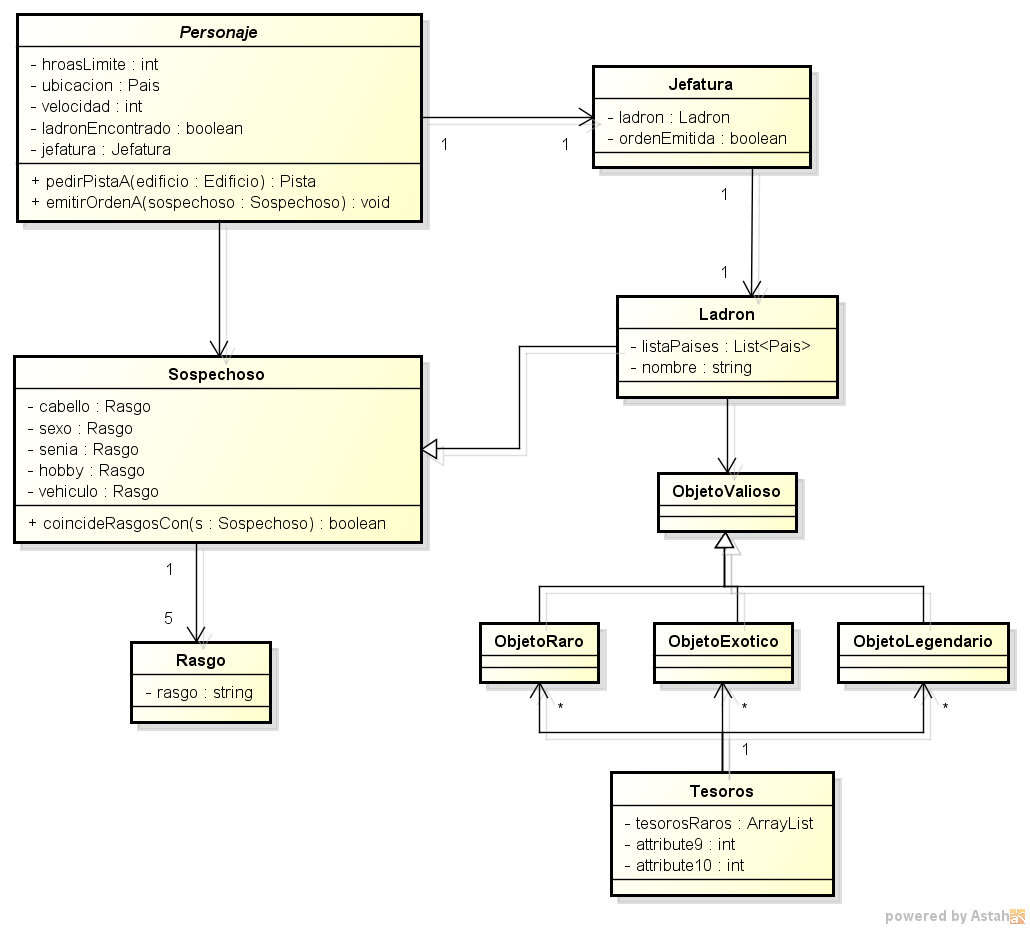 Personaje
- hroasLimite : int
- ubicacion : Pais
- velocidad : int
- ladronEncontrado : boolean
- jefatura : Jefatura
+ pedirPistaA(edificio : Edificio) : Pista
+ emitirOrdenA(sospechoso : Sospechoso) : void
1
1
Jefatura
- ladron : Ladron
- ordenEmitida : boolean
1
1
Ladron
- listaPaises : List<Pais>
- nombre : string
Sospechoso
- cabello : Rasgo
- sexo : Rasgo
- senia : Rasgo
- hobby : Rasgo
- vehiculo : Rasgo
+ coincideRasgosCon(s : Sospechoso) : boolean
1
5
Rasgo
- rasgo : string
ObjetoValioso
ObjetoRaro
ObjetoExotico
ObjetoLegendario
*
*
*
1
Tesoros
- tesorosRaros : ArrayList
- attribute9 : int
- attribute10 : int
powered by Astah